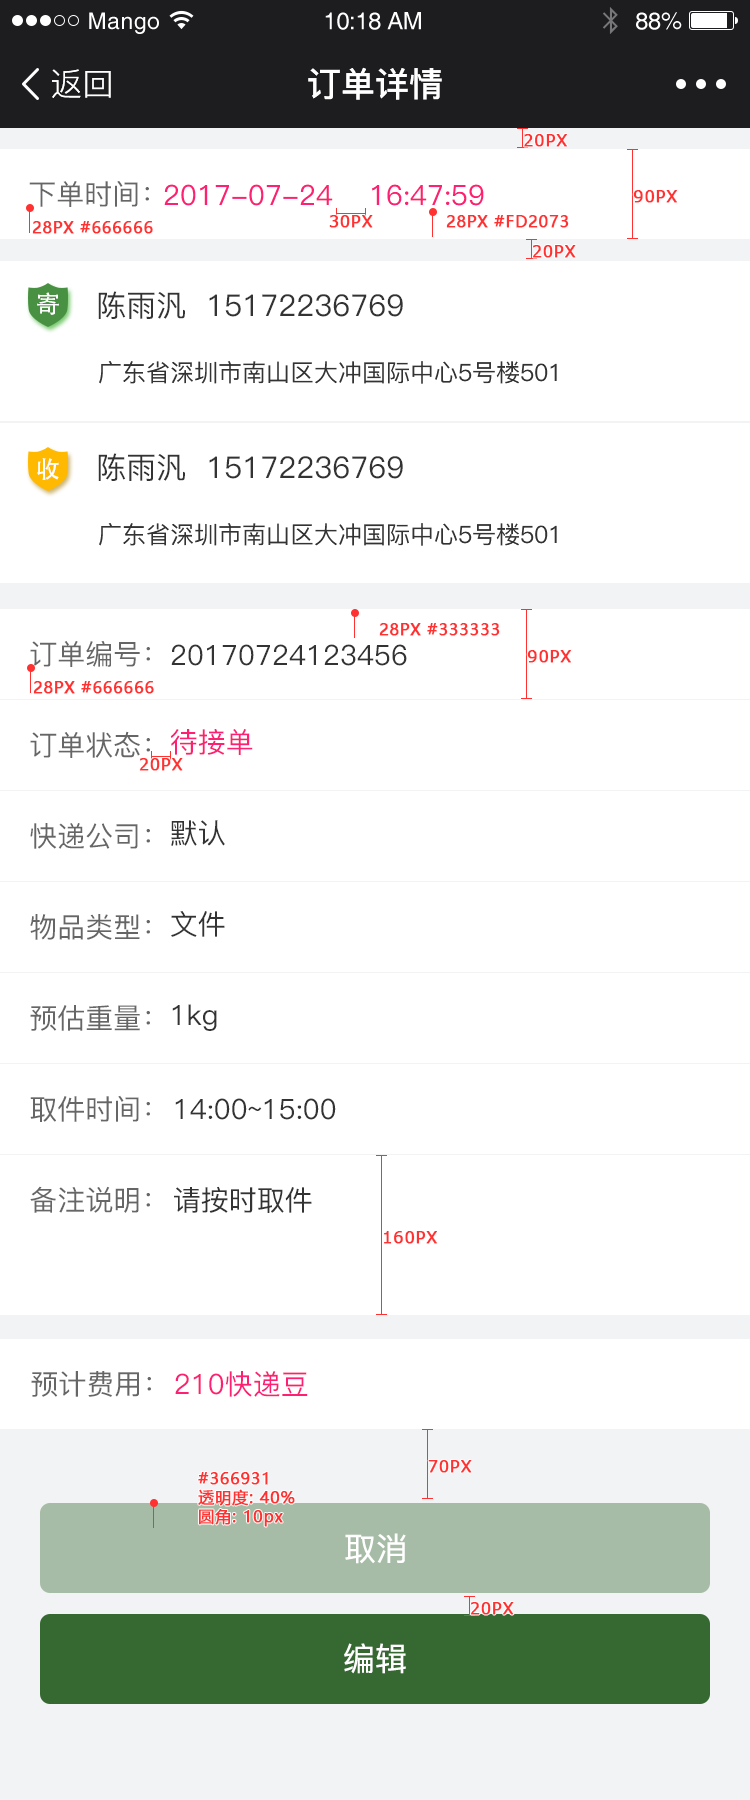 Mango 10:18 AM 88%
返回 订单详情
20PX
下单时间： 2017-07-24 16:47:59
90PX
28PX #666666 30PX 28PX #FD2073
20PX
寄 陈雨汎 15172236769
广东省深圳市南山区大冲国际中心5号楼501
收 陈雨汎 15172236769
广东省深圳市南山区大冲国际中心5号楼501
28PX #333333
订单编号： 20170724123456 90PX
28PX #666666
订单状态： 待接单
20PX
快递公司： 默认
物品类型： 文件
预估重量： 1kg
取件时间： 14:00~15:00
备注说明： 请按时取件
160PX
预计费用： 210快递豆
70PX
#366931
透明度: 40%
圆角: 10px
取消
20PX
编辑